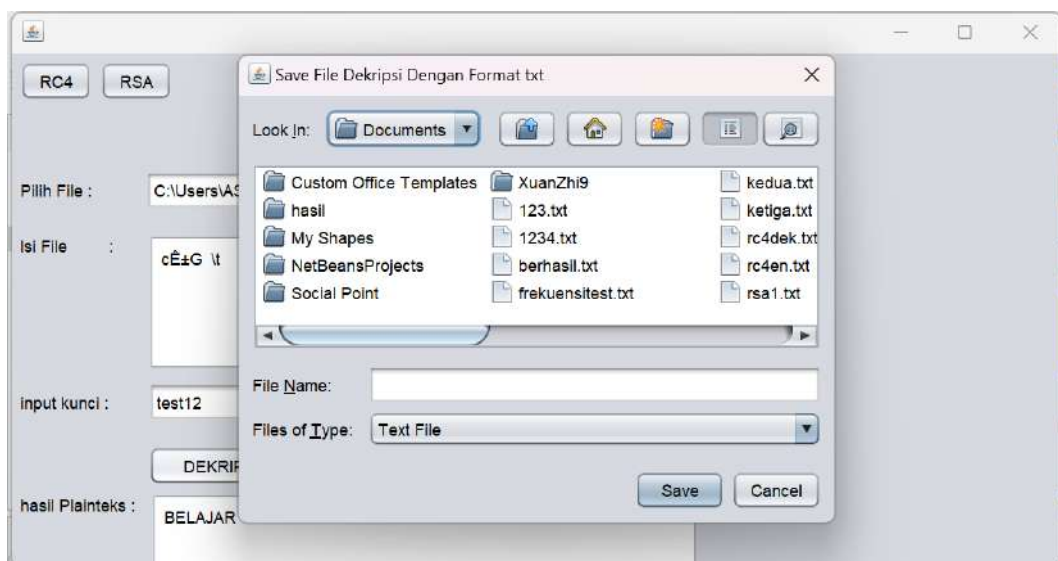 RC4 RSA
Save File Dekripsi Dengan Format txt
Look In: Documents
Custom Office Templates XuanZhi9 kedua.txt
hasil 123.txt ketiga.txt
My Shapes 1234.txt rc4dek.txt
NetBeansProjects berhasil.txt rc4en.txt
Social Point frekuensitest.txt rsa1.txt
Pilih File : C:\Users\AS
Isi File :
cÊ±G \t
File Name:
input kunci : test12
Files of Type: Text File
DEKRIP
Save Cancel
hasil Plainteks :
BELAJAR